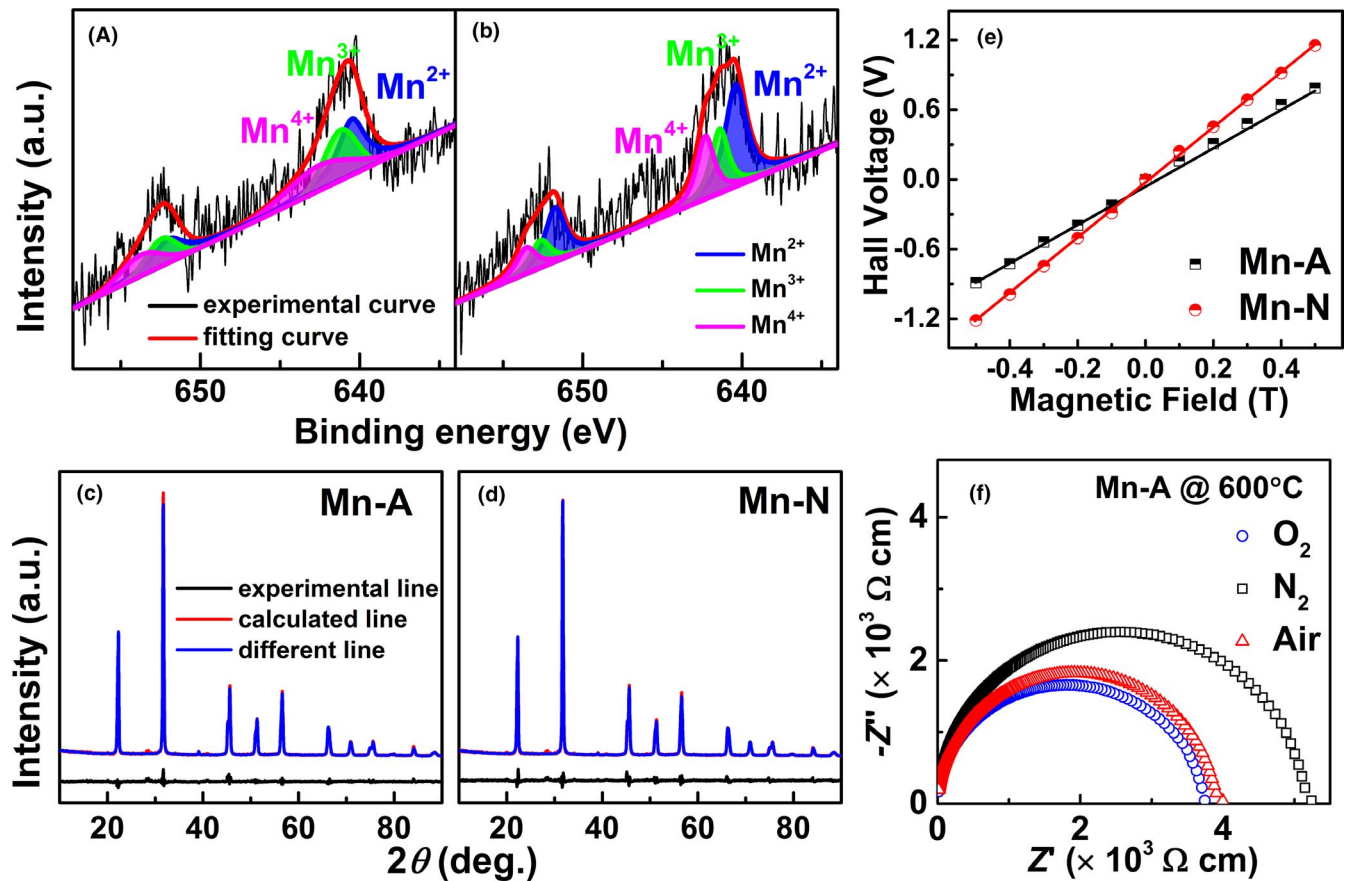 (A)
Mn3+
Mn2+
Mn4+
experimental curve
fitting curve
650
640
(b)
Mn3+
Mn2+
Mn4+
Mn2+
Mn3+
Mn4+
650
640
Intensity (a.u.)
Binding energy (eV)
(e)
1.2
0.6
0.0
-0.6
-1.2
Hall Voltage (V)
Mn-A
Mn-N
-0.4
-0.2
0.0
0.2
0.4
Magnetic Field (T)
(c)
Mn-A
experimental line
calculated line
different line
20
40
60
80
(d)
Mn-N
20
40
60
80
Intensity (a.u.)
2θ (deg.)
(f)
Mn-A @ 600°C
O2
N2
Air
4
2
0
-Z'' (× 10³ Ω cm)
0
2
4
Z' (× 10³ Ω cm)